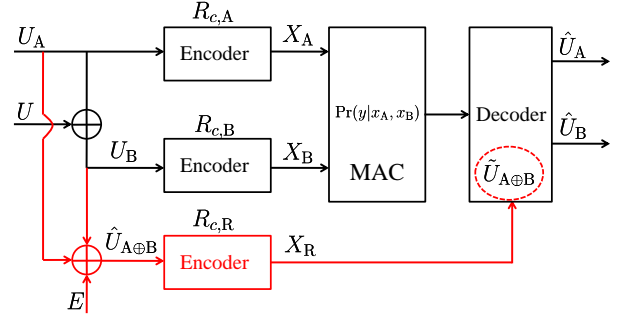 R_{c,A}
U_A Encoder X_A Û_A
U R_{c,B} Pr(y|x_A, x_B) Decoder
U_B Encoder X_B MAC Û_B
Ũ_{A⊕B}
R_{c,R}
Û_{A⊕B} Encoder X_R
E